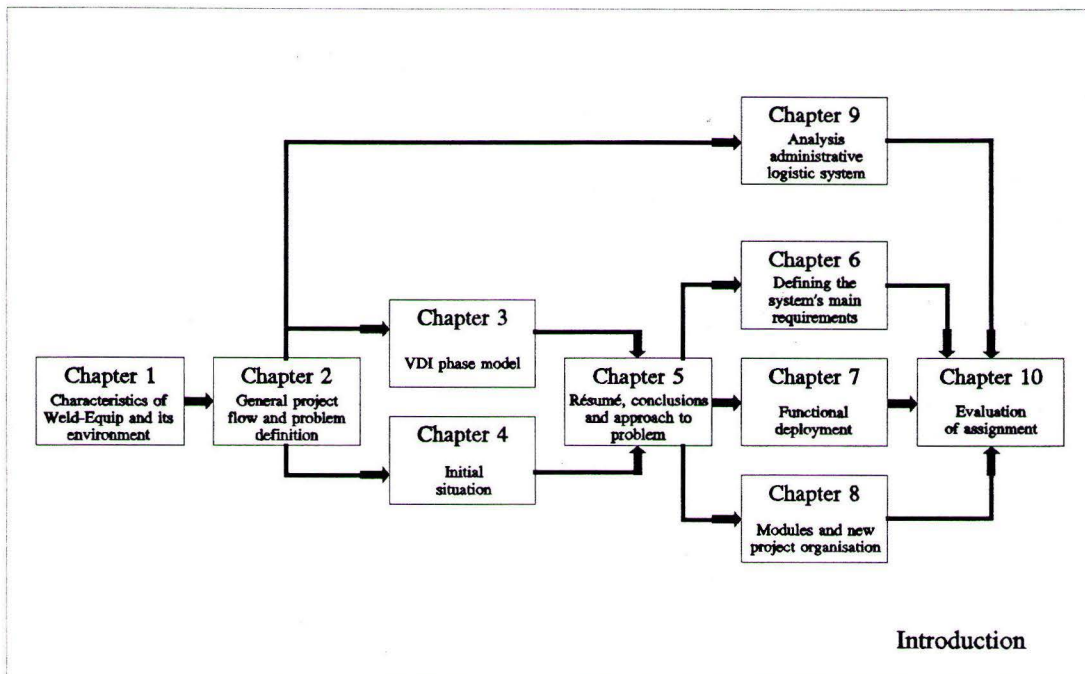 Chapter 9
Analysis
administrative
logistic system
Chapter 6
Defining the
system's main
requirements
Chapter 3
VDI phase model
Chapter 1
Characteristics of
Weld-Equip and its
environment
Chapter 2
General project
flow and problem
definition
Chapter 5
Résumé, conclusions
and approach to
problem
Chapter 7
Functional
deployment
Chapter 10
Evaluation
of assignment
Chapter 4
Initial
situation
Chapter 8
Modules and new
project organisation
Introduction